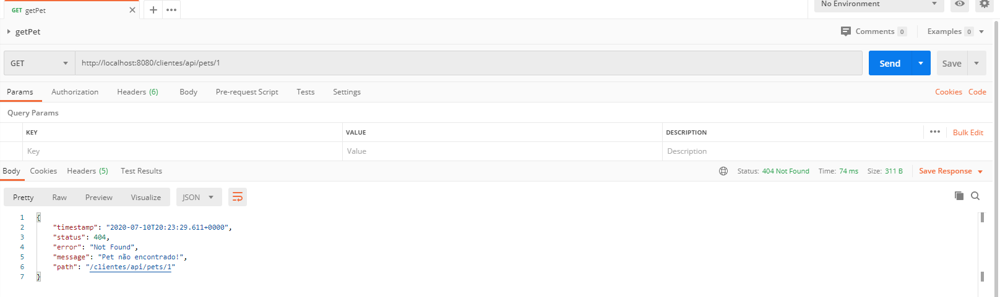 GET getPet
No Environment
getPet
Comments 0
Examples 0
GET
http://localhost:8080/clientes/api/pets/1
Send
Save
Params Authorization Headers (6) Body Pre-request Script Tests Settings
Cookies Code
Query Params
KEY VALUE DESCRIPTION
Bulk Edit
Key Value Description
Body Cookies Headers (5) Test Results
Status: 404 Not Found Time: 74 ms Size: 311 B
Save Response
Pretty Raw Preview Visualize JSON
1 {
2 "timestamp": "2020-07-10T20:23:29.611+0000",
3 "status": 404,
4 "error": "Not Found",
5 "message": "Pet não encontrado!",
6 "path": "/clientes/api/pets/1"
7 }